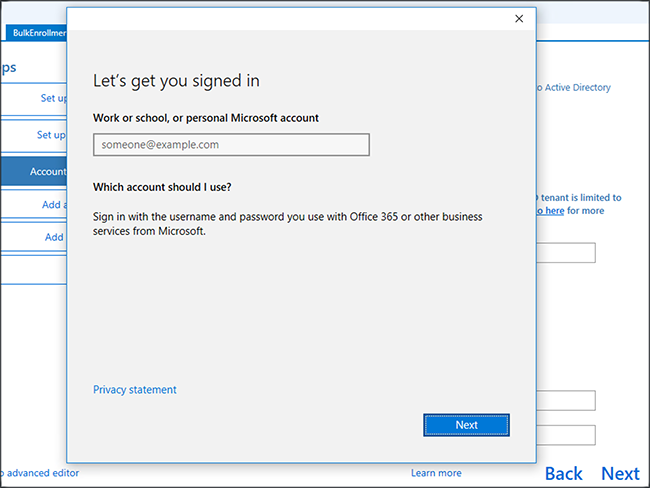 BulkEnrollmen
ps
Set up
Set up
Account
Add a
Add
Let's get you signed in
Work or school, or personal Microsoft account
someone@example.com
Which account should I use?
Sign in with the username and password you use with Office 365 or other business
services from Microsoft.
Privacy statement
Next
o Active Directory
tenant is limited to
o here for more
o advanced editor
Learn more
Back
Next